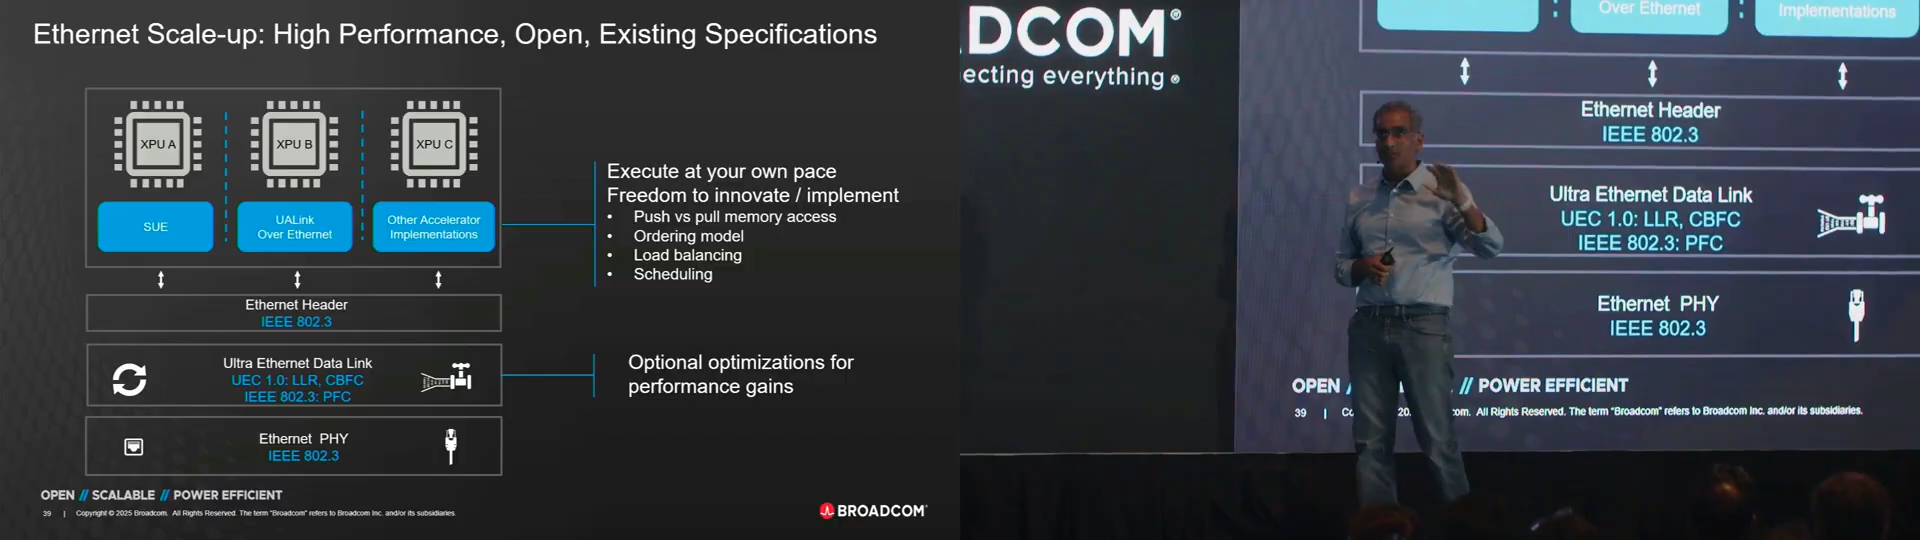 Ethernet Scale-up: High Performance, Open, Existing Specifications
XPU A
XPU B
XPU C
SUE
UALink
Over Ethernet
Other Accelerator
Implementations
Execute at your own pace
Freedom to innovate / implement
• Push vs pull memory access
• Ordering model
• Load balancing
• Scheduling
Ethernet Header
IEEE 802.3
Ultra Ethernet Data Link
UEC 1.0: LLR, CBFC
IEEE 802.3: PFC
Optional optimizations for
performance gains
Ethernet PHY
IEEE 802.3
OPEN // SCALABLE // POWER EFFICIENT
39 | Copyright © 2025 Broadcom. All Rights Reserved. The term "Broadcom" refers to Broadcom Inc. and/or its subsidiaries.
BROADCOM®
DCOM®
ecting everything®
Over Ethernet
Implementations
Ethernet Header
IEEE 802.3
Ultra Ethernet Data Link
UEC 1.0: LLR, CBFC
IEEE 802.3: PFC
Ethernet PHY
IEEE 802.3
OPEN // POWER EFFICIENT
39 | Co 20 om. All Rights Reserved. The term "Broadcom" refers to Broadcom Inc. and/or its subsidiaries.